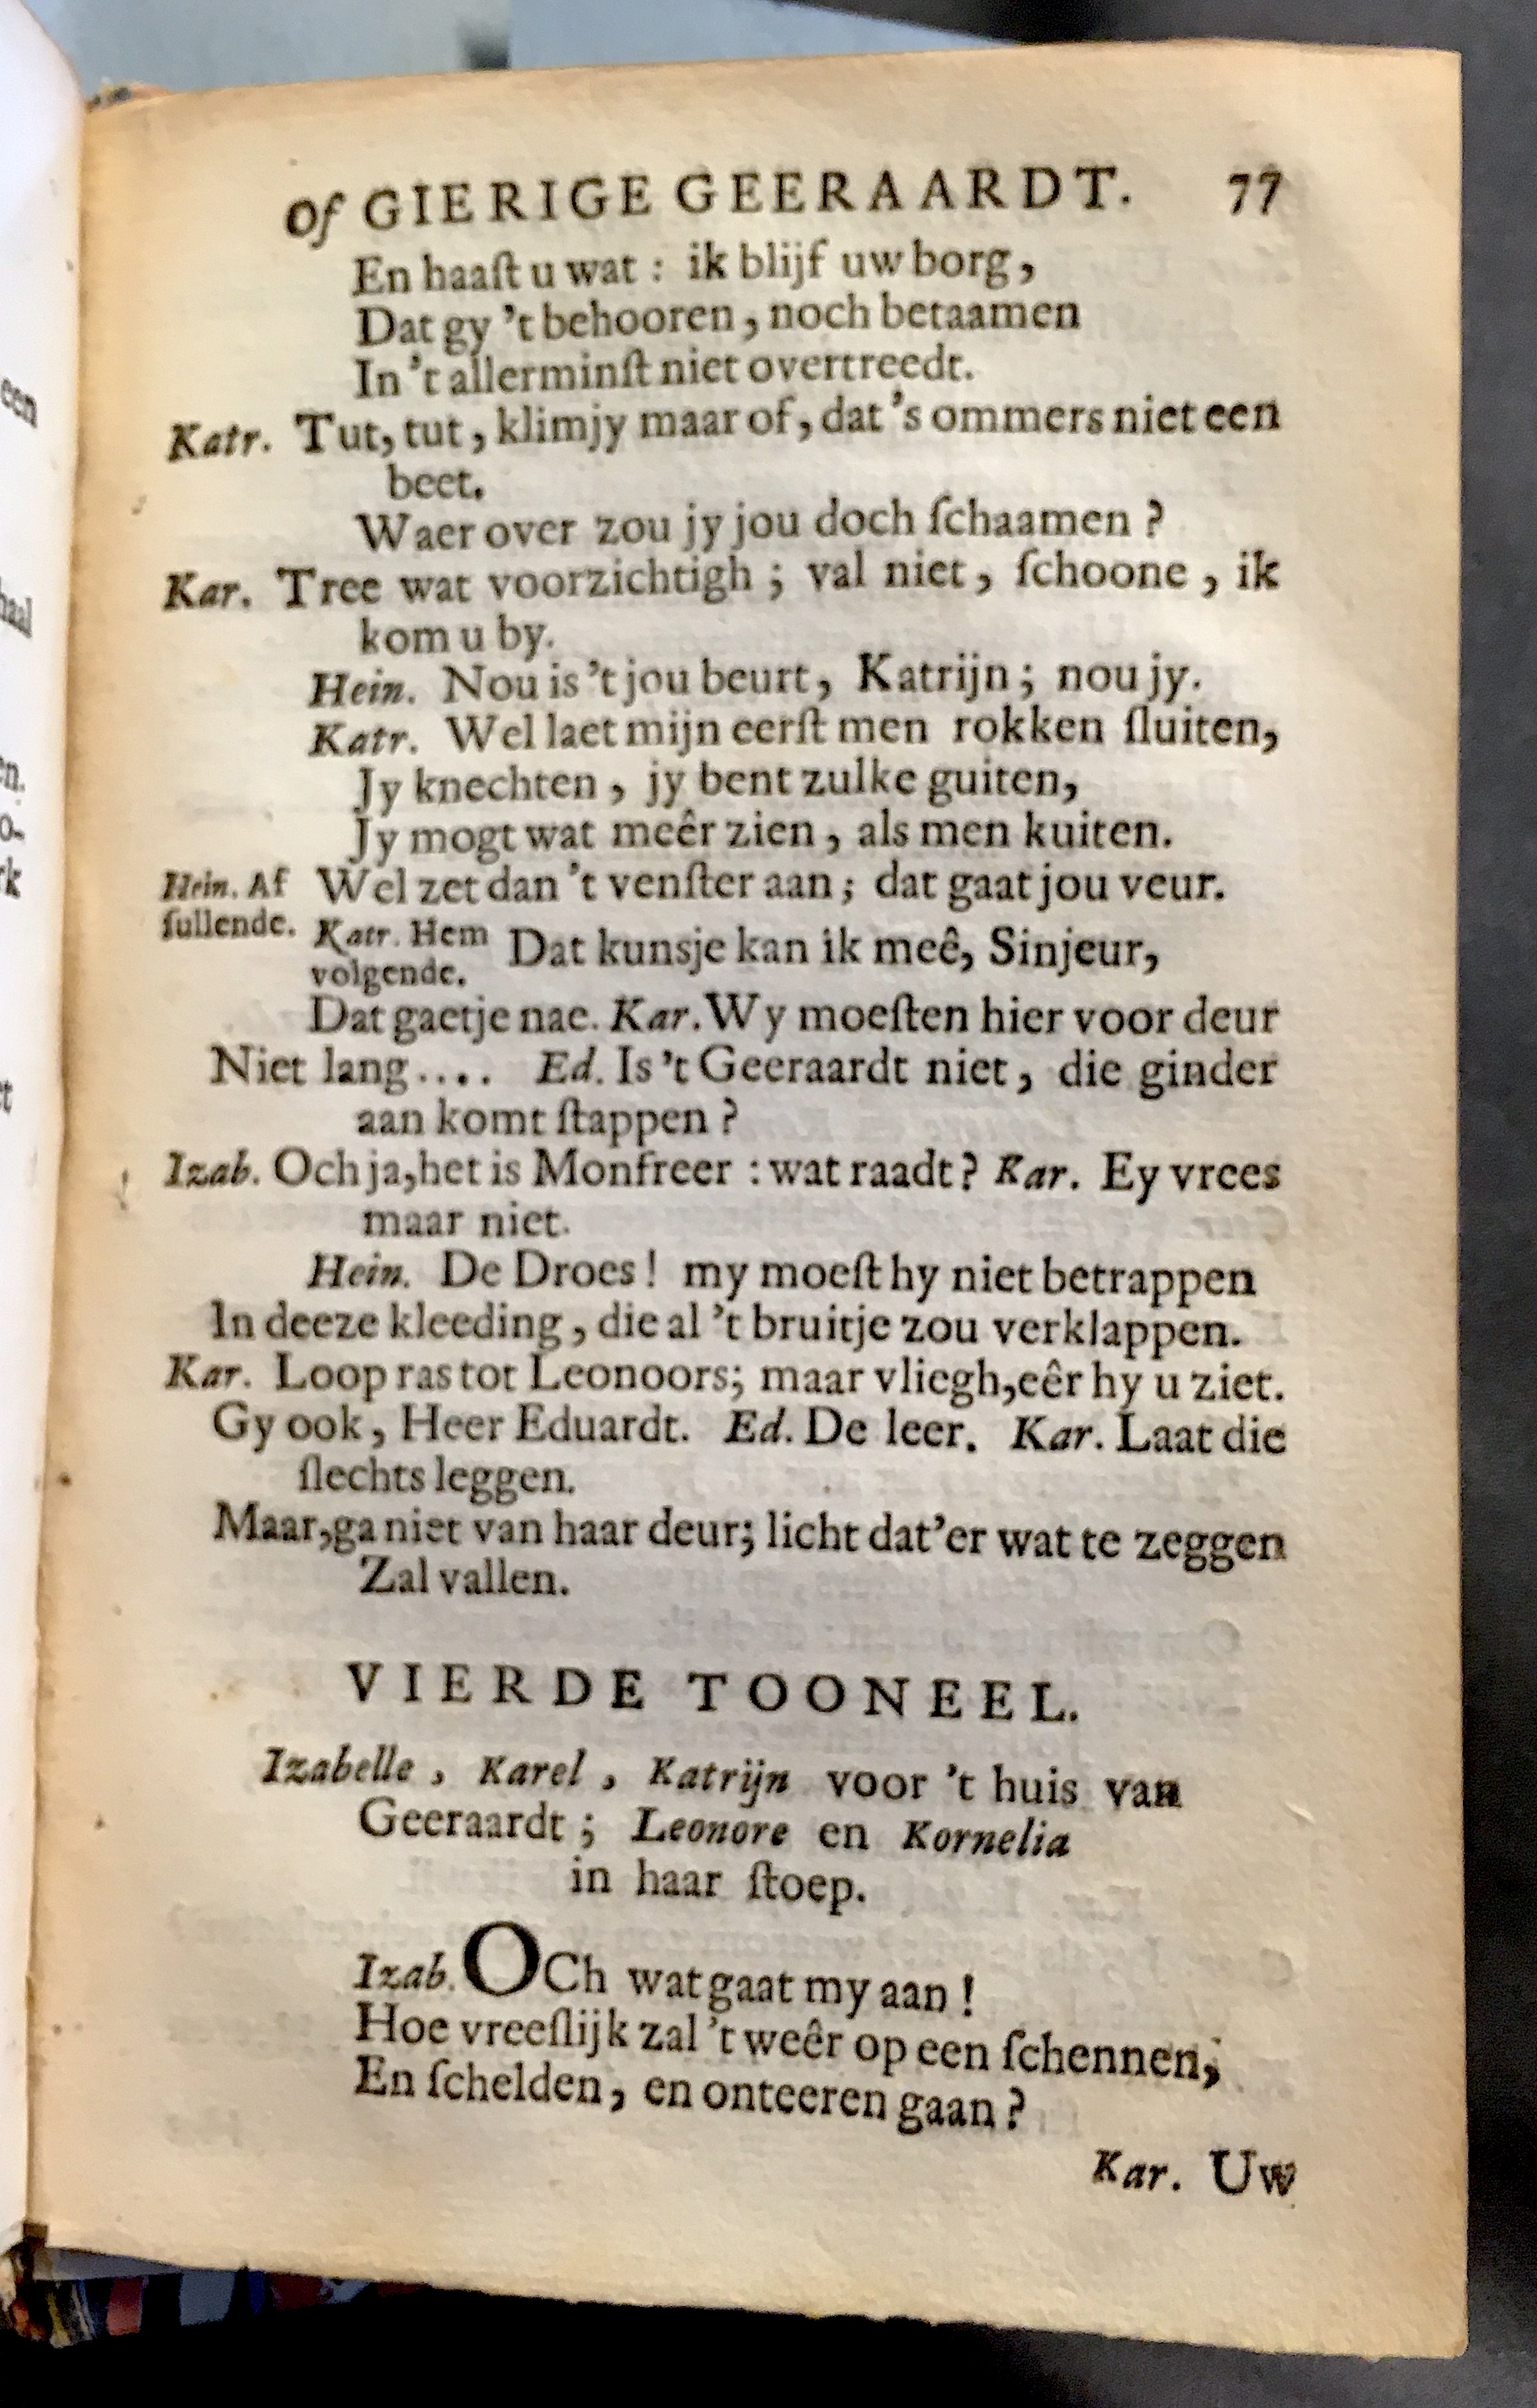 of GIERIGE GEERAARDT. 77
En haaſt u wat : ik blijf uw borg,
Dat gy 't behooren, noch betaamen
In 't allerminſt niet overtreedt.
Katr. Tut, tut, klimjy maar of, dat 's ommers niet een
beet.
Waer over zou jy jou doch ſchaamen ?
Kar. Tree wat voorzichtigh ; val niet, ſchoone, ik
kom u by.
Hein. Nou is 't jou beurt, Katrijn ; nou jy.
Katr. Wel laet mijn eerſt men rokken ſluiten,
Jy knechten, jy bent zulke guiten,
Jy mogt wat meêr zien, als men kuiten.
Hein. Af Wel zet dan 't venſter aan ; dat gaat jou veur.
ſullende. Katr. Hem Dat kunsje kan ik meê, Sinjeur,
volgende.
Dat gaetje nae. Kar. Wy moeſten hier voor deur
Niet lang.... Ed. Is 't Geeraardt niet, die ginder
aan komt ſtappen ?
Izab. Och ja, het is Monfreer : wat raadt? Kar. Ey vrees
maar niet.
Hein. De Droes! my moeſt hy niet betrappen
In deeze kleeding, die al 't bruitje zou verklappen.
Kar. Loop ras tot Leonoors; maar vliegh, eêr hy u ziet.
Gy ook, Heer Eduardt. Ed. De leer. Kar. Laat die
ſlechts leggen.
Maar, ga niet van haar deur; licht dat'er wat te zeggen
Zal vallen.
VIERDE TOONEEL.
Izabelle, Karel, Katrijn voor 't huis van
Geeraardt ; Leonore en Kornelia
in haar ſtoep.
Izab. OCh wat gaat my aan !
Hoe vreeſlijk zal 't weêr op een ſchennen,
En ſchelden, en onteeren gaan ?
Kar. Uw